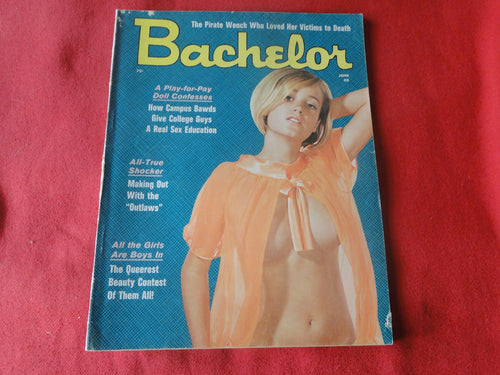 The Pirate Wench Who Loved Her Victims to Death
Bachelor
JUNE
A Play-for-Pay
Doll Confesses
How Campus Bawds
Give College Guys
A Real Sex Education
All-True
Shocker
Making Out
With the
"Outlaws"
All the Girls
Are Boys In
The Queerest
Beauty Contest
Of Them All!